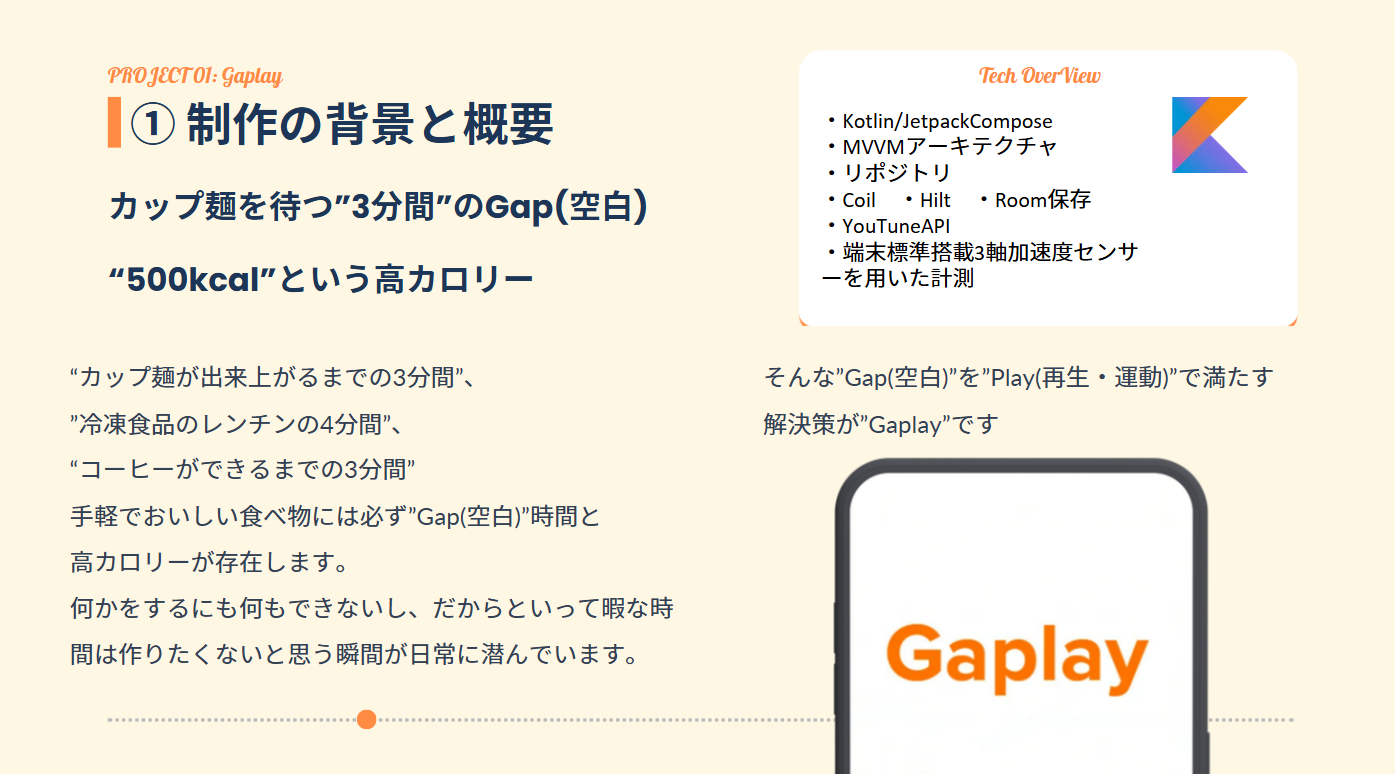 PROJECT 01: Gaplay
① 制作の背景と概要
カップ麺を待つ”3分間”のGap(空白)
“500kcal”という高カロリー
Tech OverView
・Kotlin/JetpackCompose
・MVVMアーキテクチャ
・リポジトリ
・Coil ・Hilt ・Room保存
・YouTuneAPI
・端末標準搭載3軸加速度センサ
ーを用いた計測
“カップ麺が出来上がるまでの3分間”、
”冷凍食品のレンチンの4分間”、
“コーヒーができるまでの3分間”
手軽でおいしい食べ物には必ず”Gap(空白)”時間と
高カロリーが存在します。
何かをするにも何もできないし、だからといって暇な時
間は作りたくないと思う瞬間が日常に潜んでいます。
そんな”Gap(空白)”を”Play(再生・運動)”で満たす
解決策が”Gaplay”です
Gaplay